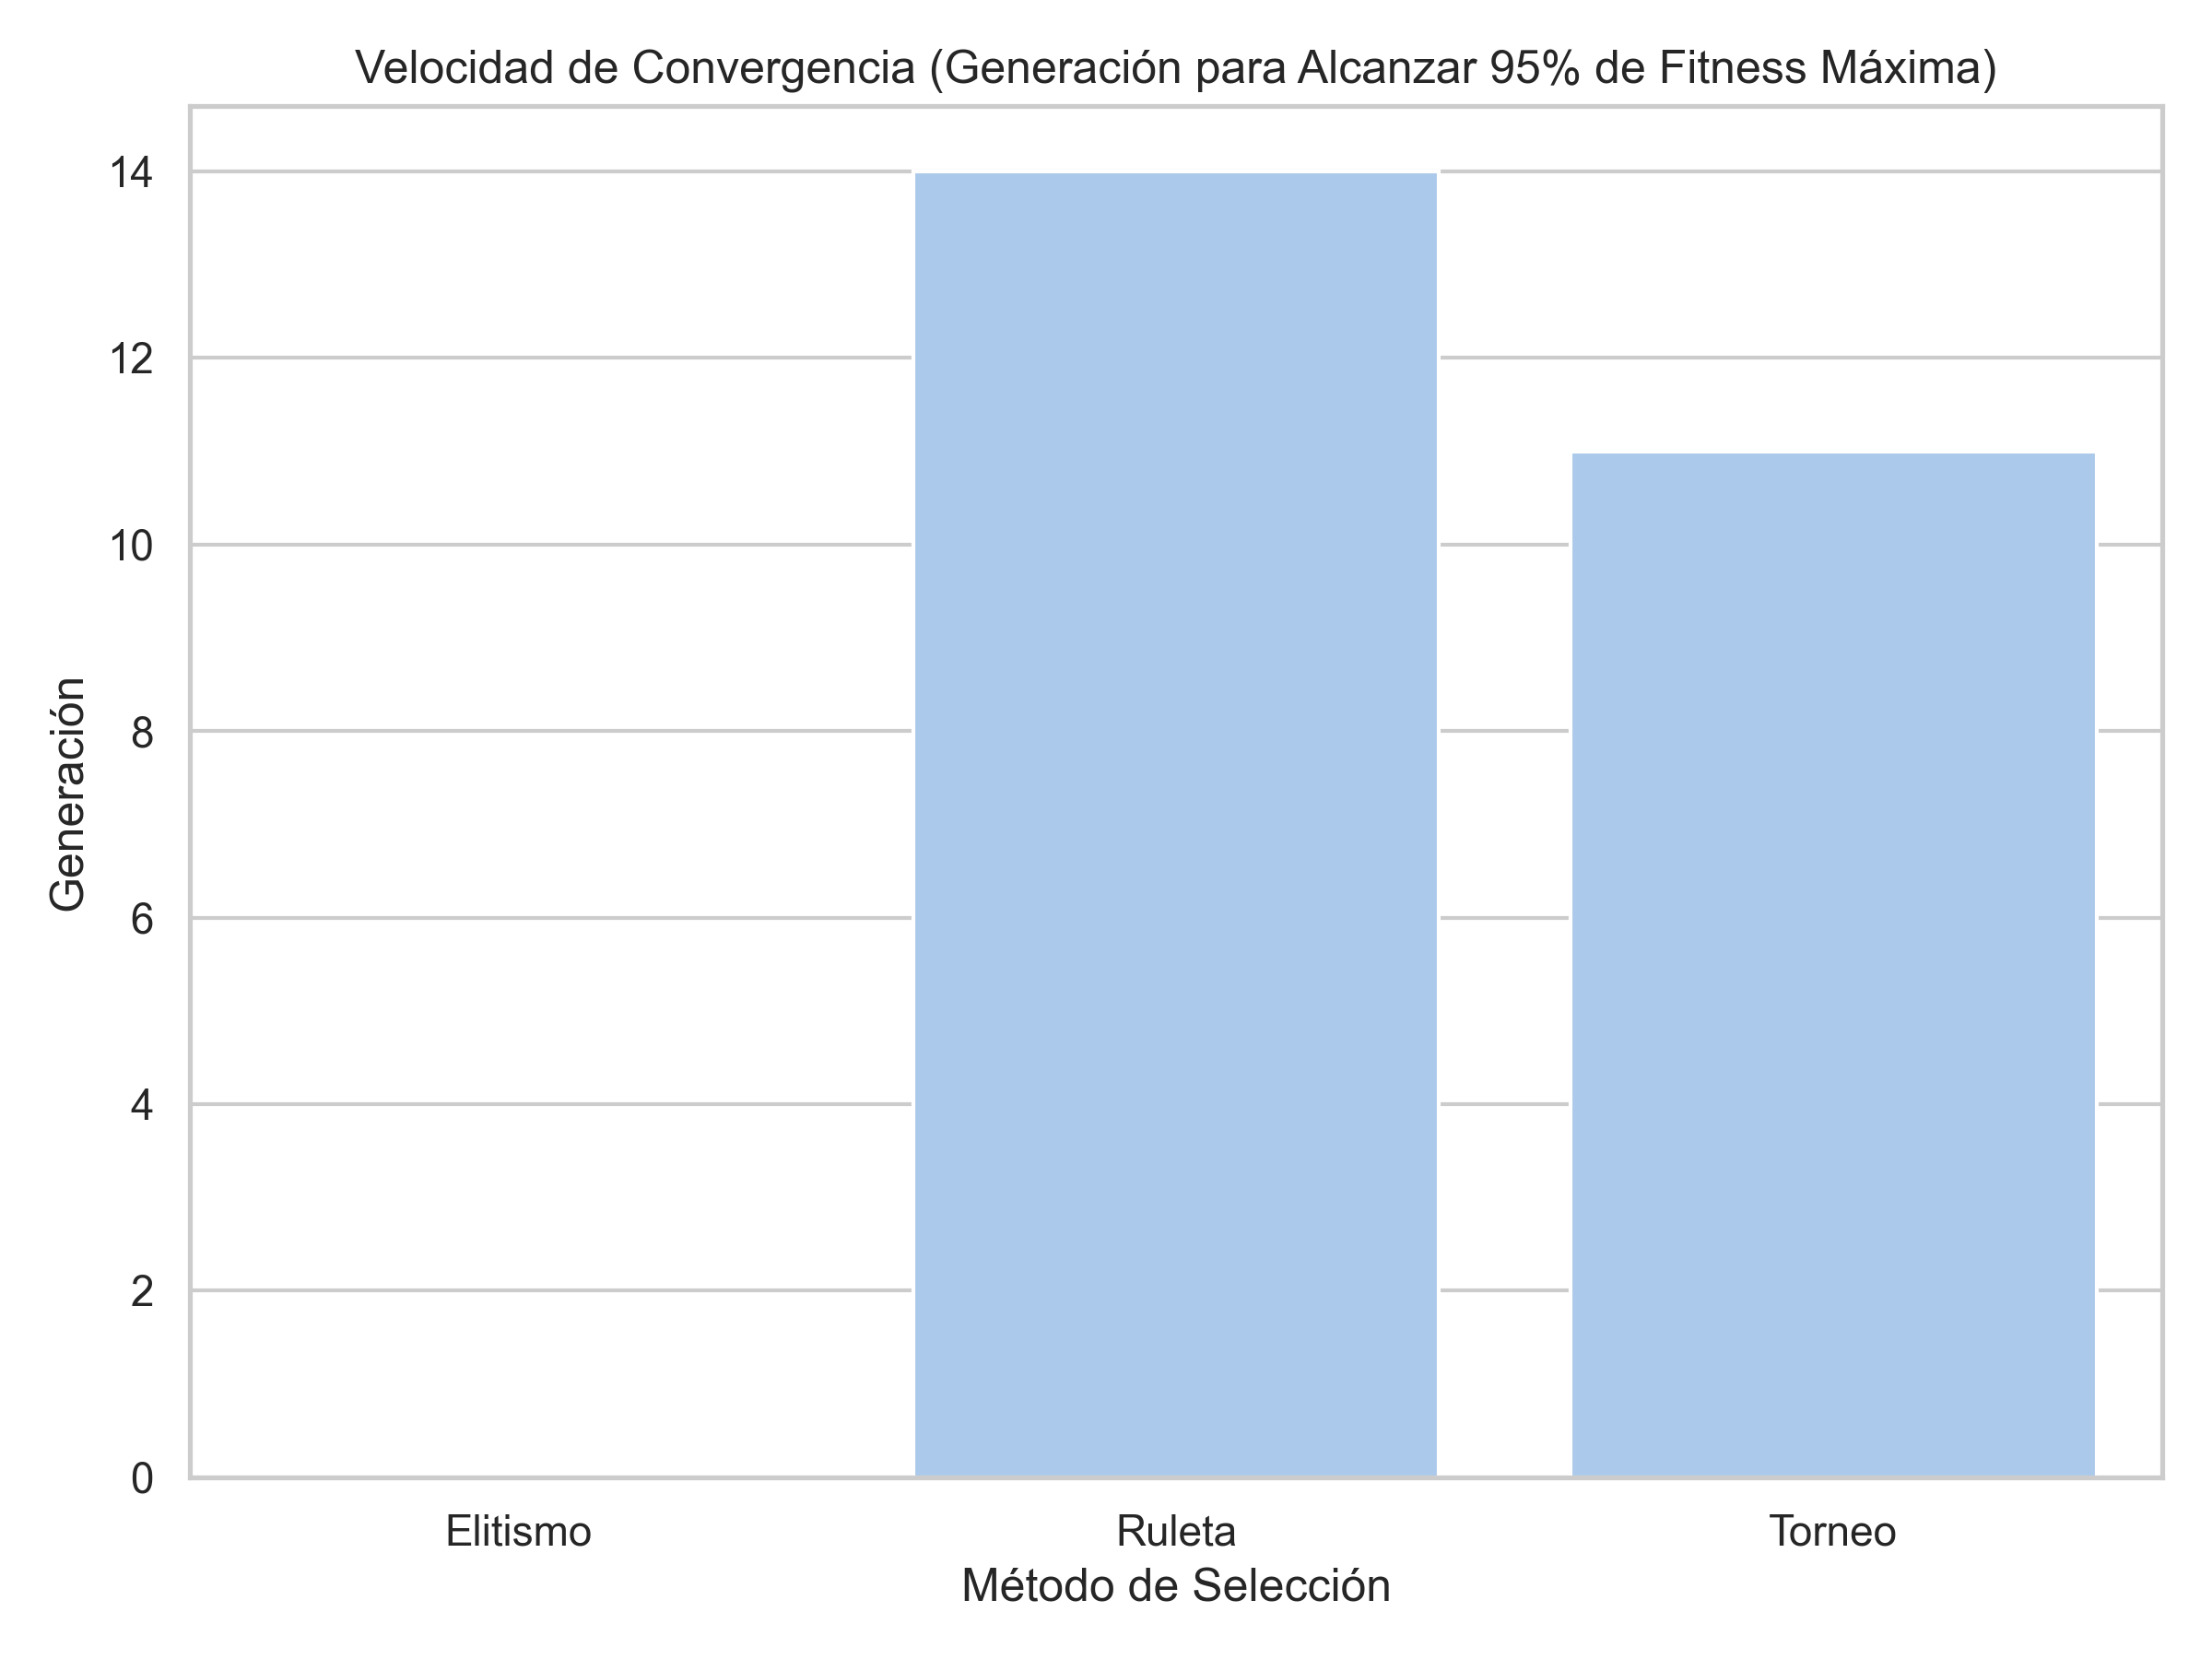 Velocidad de Convergencia (Generación para Alcanzar 95% de Fitness Máxima)
14
12
10
8
6
4
2
0
Generación
Elitismo Ruleta Torneo
Método de Selección